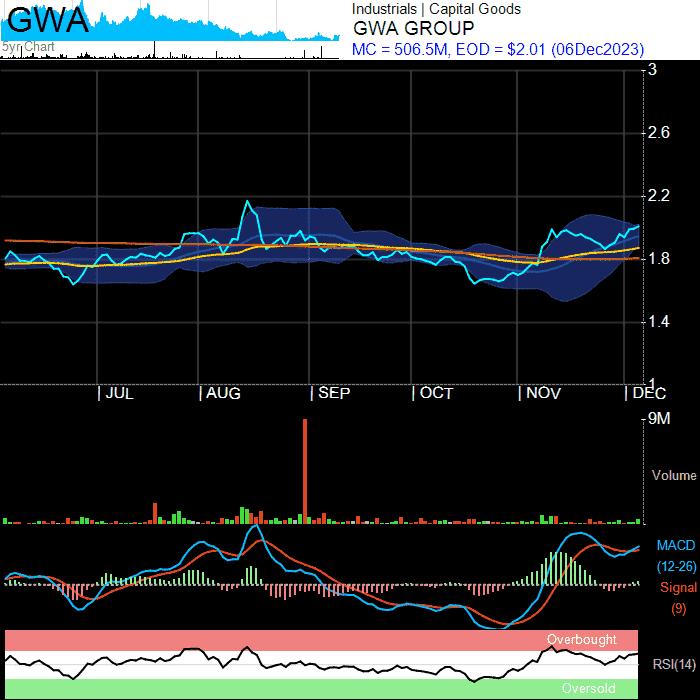 GWA
5yr Chart
Industrials | Capital Goods
GWA GROUP
MC = 506.5M, EOD = $2.01 (06Dec2023)
3
2.6
2.2
1.8
1.4
1
| JUL | AUG | SEP | OCT | NOV | DEC
9M
Volume
MACD
(12-26)
Signal
(9)
Overbought
RSI(14)
Oversold